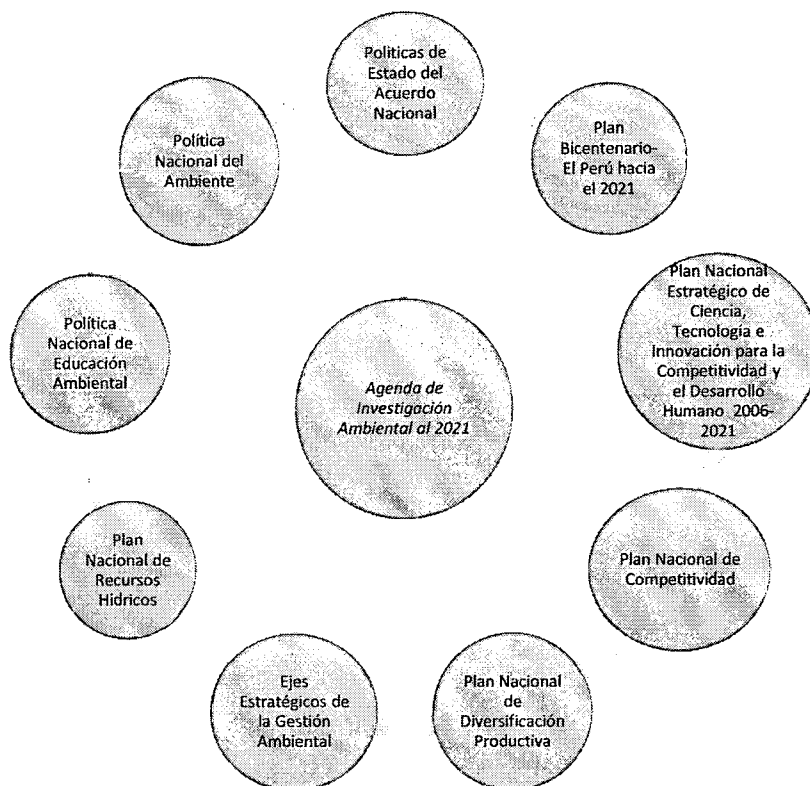 Politicas de
Estado del
Acuerdo
Nacional
Plan
Bicentenario-
El Perú hacia
el 2021
Plan Nacional
Estratégico de
Ciencia,
Tecnología e
Innovación para la
Competitividad y
el Desarrollo
Humano 2006-
2021
Plan Nacional de
Competitividad
Plan Nacional
de
Diversificación
Productiva
Ejes
Estratégicos de
la Gestión
Ambiental
Plan
Nacional de
Recursos
Hídricos
Política
Nacional de
Educación
Ambiental
Política
Nacional del
Ambiente
Agenda de
Investigación
Ambiental al 2021